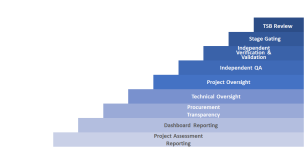 TSB Review
Stage Gating
Independent
Verification &
Validation
Independent QA
Project Oversight
Technical Oversight
Procurement
Transparency
Dashboard Reporting
Project Assessment
Reporting